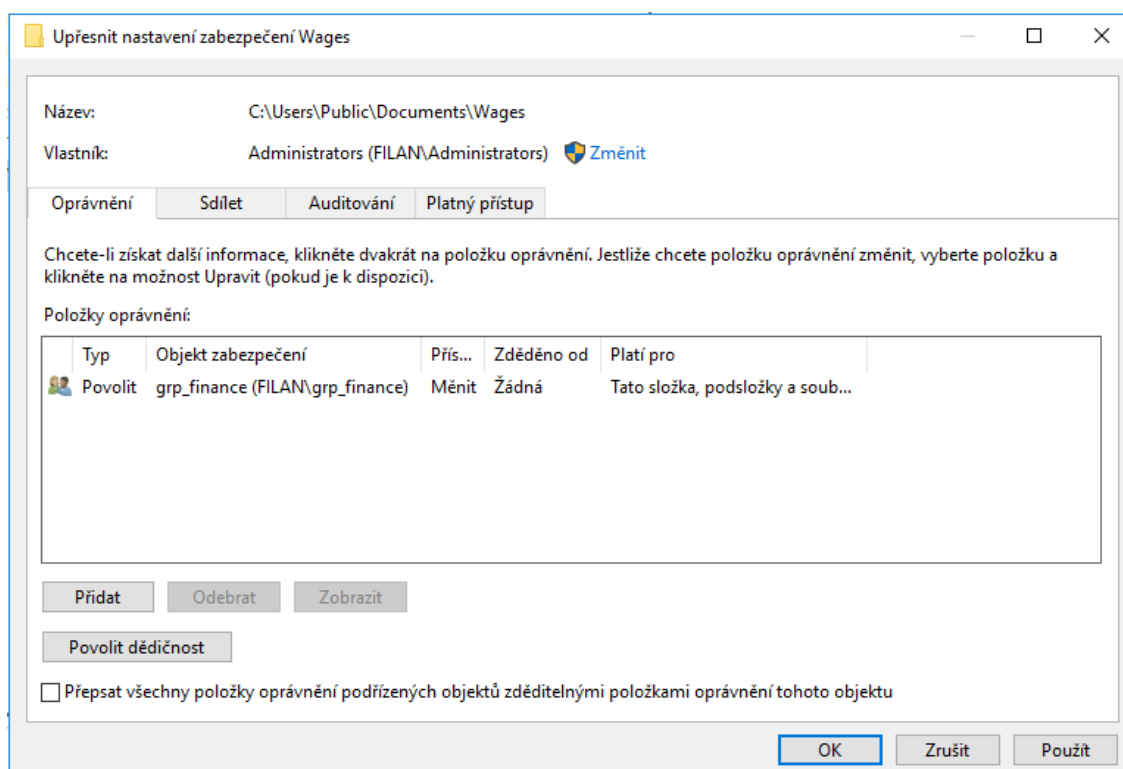 Upřesnit nastavení zabezpečení Wages
Název: C:\Users\Public\Documents\Wages
Vlastník: Administrators (FILAN\Administrators) Změnit
Oprávnění Sdílet Auditování Platný přístup
Chcete-li získat další informace, klikněte dvakrát na položku oprávnění. Jestliže chcete položku oprávnění změnit, vyberte položku a
klikněte na možnost Upravit (pokud je k dispozici).
Položky oprávnění:
Typ Objekt zabezpečení Přís... Zděděno od Platí pro
Povolit grp_finance (FILAN\grp_finance) Měnit Žádná Tato složka, podsložky a soub...
Přidat Odebrat Zobrazit
Povolit dědičnost
Přepsat všechny položky oprávnění podřízených objektů zděditelnými položkami oprávnění tohoto objektu
OK Zrušit Použít